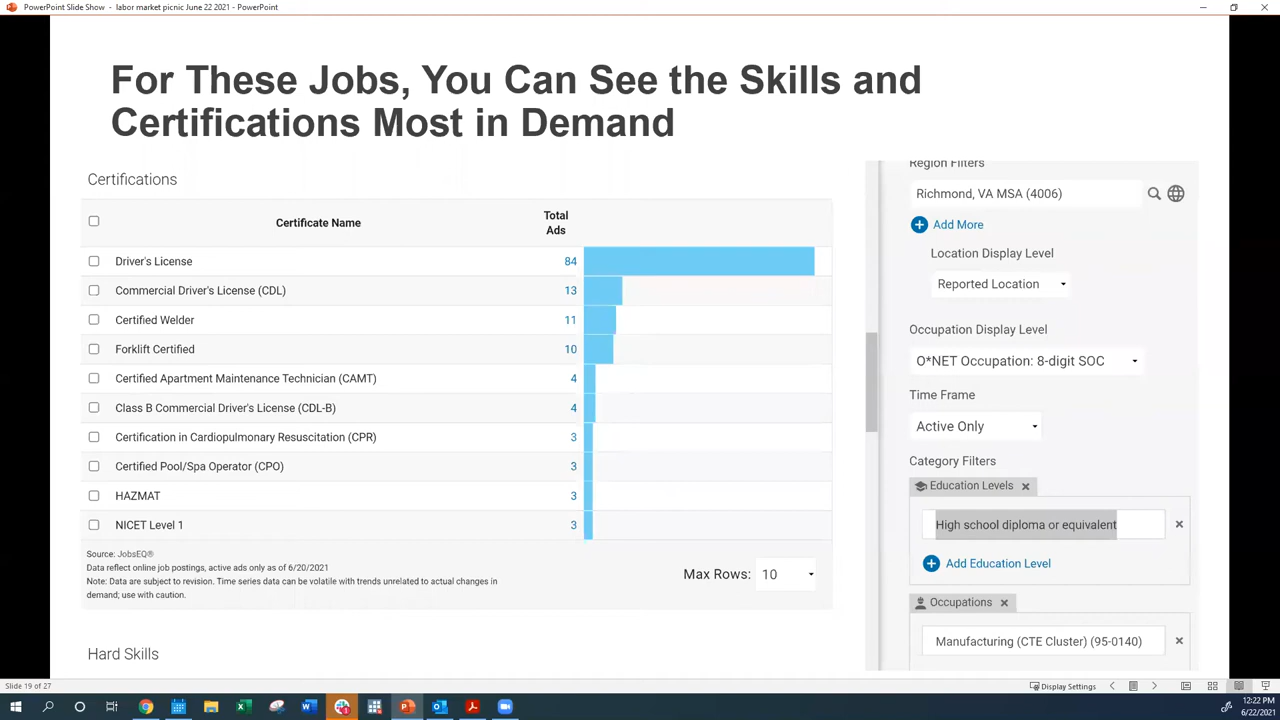 PowerPoint Slide Show - labor market picnic June 22 2021 - PowerPoint
For These Jobs, You Can See the Skills and
Certifications Most in Demand
Certifications
Certificate Name
Total
Ads
Driver's License 84
Commercial Driver's License (CDL) 13
Certified Welder 11
Forklift Certified 10
Certified Apartment Maintenance Technician (CAMT) 4
Class B Commercial Driver's License (CDL-B) 4
Certification in Cardiopulmonary Resuscitation (CPR) 3
Certified Pool/Spa Operator (CPO) 3
HAZMAT 3
NICET Level 1 3
Source: JobsEQ®
Data reflect online job postings, active ads only as of 6/20/2021
Note: Data are subject to revision. Time series data can be volatile with trends unrelated to actual changes in
demand; use with caution.
Max Rows: 10
Hard Skills
Region Filters
Richmond, VA MSA (4006)
Add More
Location Display Level
Reported Location
Occupation Display Level
O*NET Occupation: 8-digit SOC
Time Frame
Active Only
Category Filters
Education Levels
High school diploma or equivalent
Add Education Level
Occupations
Manufacturing (CTE Cluster) (95-0140)
Slide 19 of 27
Display Settings
12:22 PM
6/22/2021